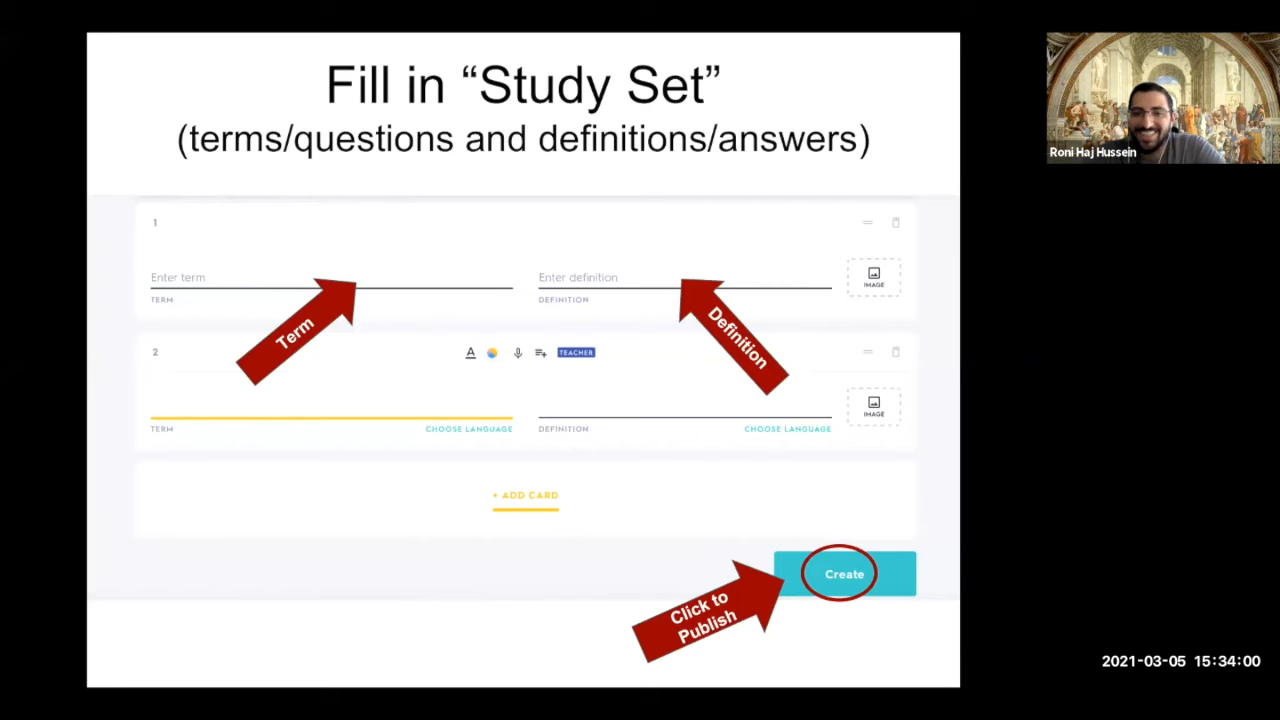 Fill in “Study Set”
(terms/questions and definitions/answers)
Roni Haj Hussein
1
Enter term
Enter definition
IMAGE
TERM
DEFINITION
Term
Definition
2
A
TEACHER
IMAGE
TERM
CHOOSE LANGUAGE
DEFINITION
CHOOSE LANGUAGE
+ ADD CARD
Create
Click to
Publish
2021-03-05 15:34:00